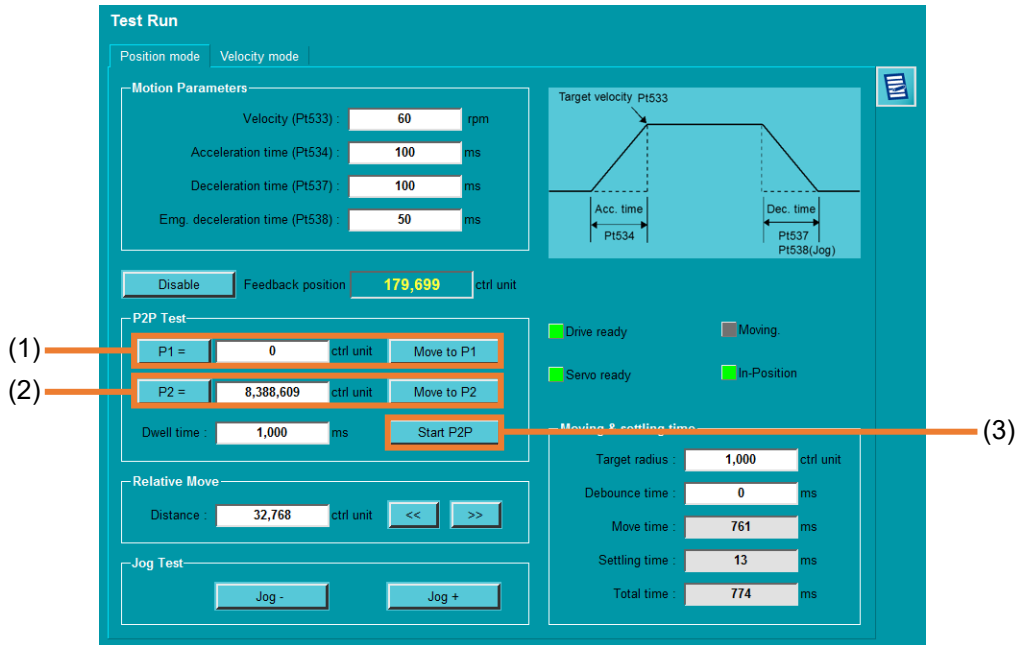 Test Run
Position mode
Velocity mode
Motion Parameters
Velocity (Pt533) : 60 rpm
Acceleration time (Pt534) : 100 ms
Deceleration time (Pt537) : 100 ms
Emg. deceleration time (Pt538) : 50 ms
Target velocity Pt533
Acc. time
Pt534
Dec. time
Pt537
Pt538(Jog)
Disable Feedback position 179,699 ctrl unit
P2P Test
(1) P1 = 0 ctrl unit Move to P1
(2) P2 = 8,388,609 ctrl unit Move to P2
Dwell time : 1,000 ms Start P2P (3)
Drive ready Moving.
Servo ready In-Position
Relative Move
Distance : 32,768 ctrl unit << >>
Jog Test
Jog - Jog +
Moving & settling time
Target radius : 1,000 ctrl unit
Debounce time : 0 ms
Move time : 761 ms
Settling time : 13 ms
Total time : 774 ms